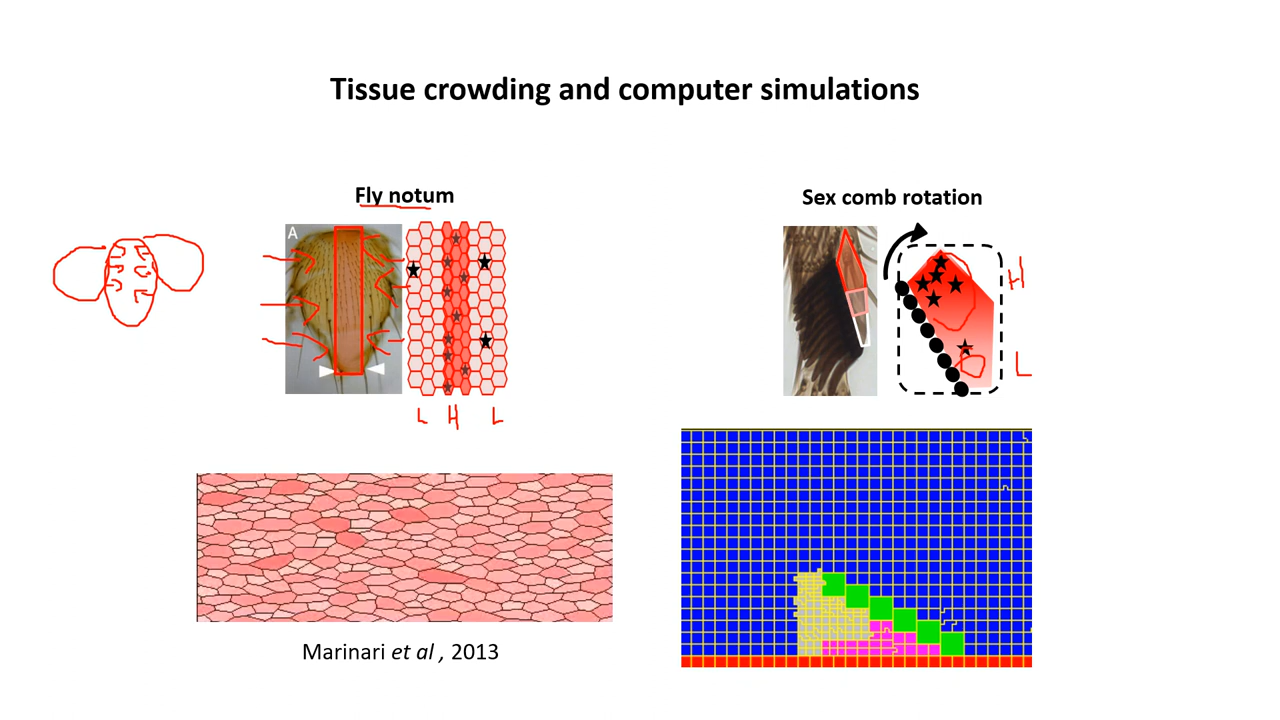 Tissue crowding and computer simulations
Fly notum
Sex comb rotation
A
H
L
L H L
Marinari et al , 2013